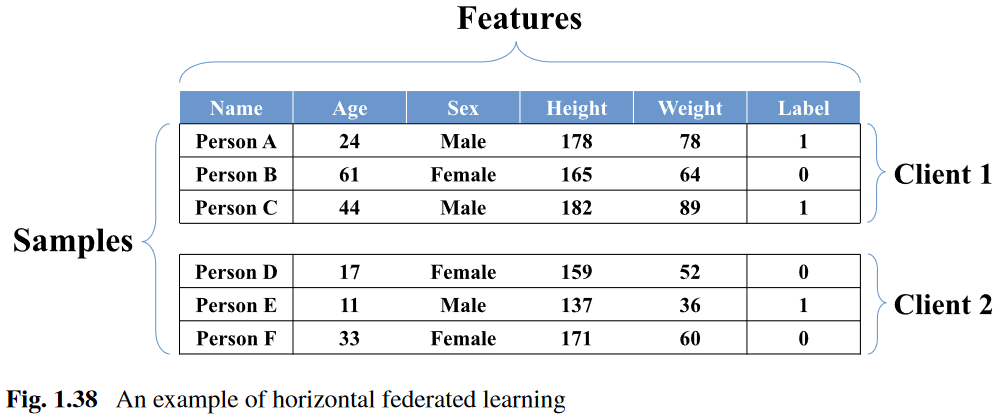 Features
Name Age Sex Height Weight Label
Person A 24 Male 178 78 1
Person B 61 Female 165 64 0
Client 1
Person C 44 Male 182 89 1
Samples
Person D 17 Female 159 52 0
Person E 11 Male 137 36 1
Client 2
Person F 33 Female 171 60 0
Fig. 1.38 An example of horizontal federated learning